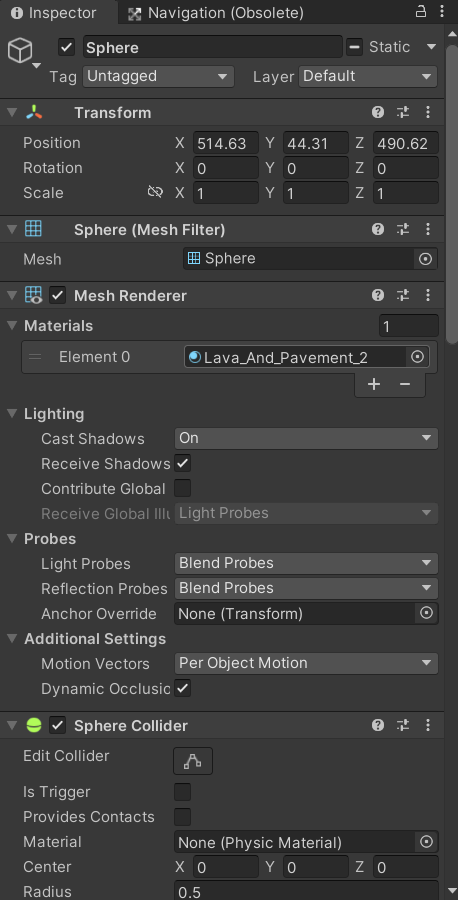 Inspector Navigation (Obsolete)
Sphere Static
Tag Untagged Layer Default
Transform
Position X 514.63 Y 44.31 Z 490.62
Rotation X 0 Y 0 Z 0
Scale X 1 Y 1 Z 1
Sphere (Mesh Filter)
Mesh Sphere
Mesh Renderer
Materials 1
Element 0 Lava_And_Pavement_2
Lighting
Cast Shadows On
Receive Shadows
Contribute Global
Receive Global Illu Light Probes
Probes
Light Probes Blend Probes
Reflection Probes Blend Probes
Anchor Override None (Transform)
Additional Settings
Motion Vectors Per Object Motion
Dynamic Occlusio
Sphere Collider
Edit Collider
Is Trigger
Provides Contacts
Material None (Physic Material)
Center X 0 Y 0 Z 0
Radius 0.5